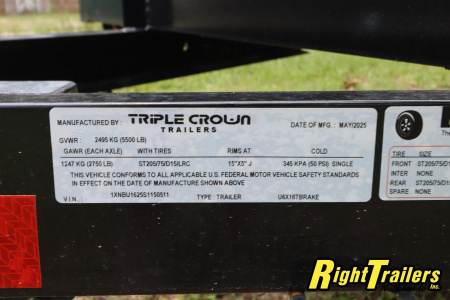 MANUFACTURED BY : TRIPLE CROWN TRAILERS DATE OF MFG. : MAY/2025
GVWR : 2495 KG (5500 LB)
GAWR (EACH AXLE) WITH TIRES RIMS AT COLD
1247 KG (2750 LB) ST205/75/D15/LRC 15"X5" J 345 KPA (50 PSI) SINGLE
THIS VEHICLE CONFORMS TO ALL APPLICABLE U.S. FEDERAL MOTOR VEHICLE SAFETY STANDARDS
IN EFFECT ON THE DATE OF MANUFACTURE SHOWN ABOVE
V.I.N. : 1XNBU1625S1150511 TYPE : TRAILER U6X16TBRAKE
The
TIRE SIZE
FRONT ST205/75/D1
INTER NONE
REAR ST205/75/D1
SPARE NONE
RightTrailers
Inc.